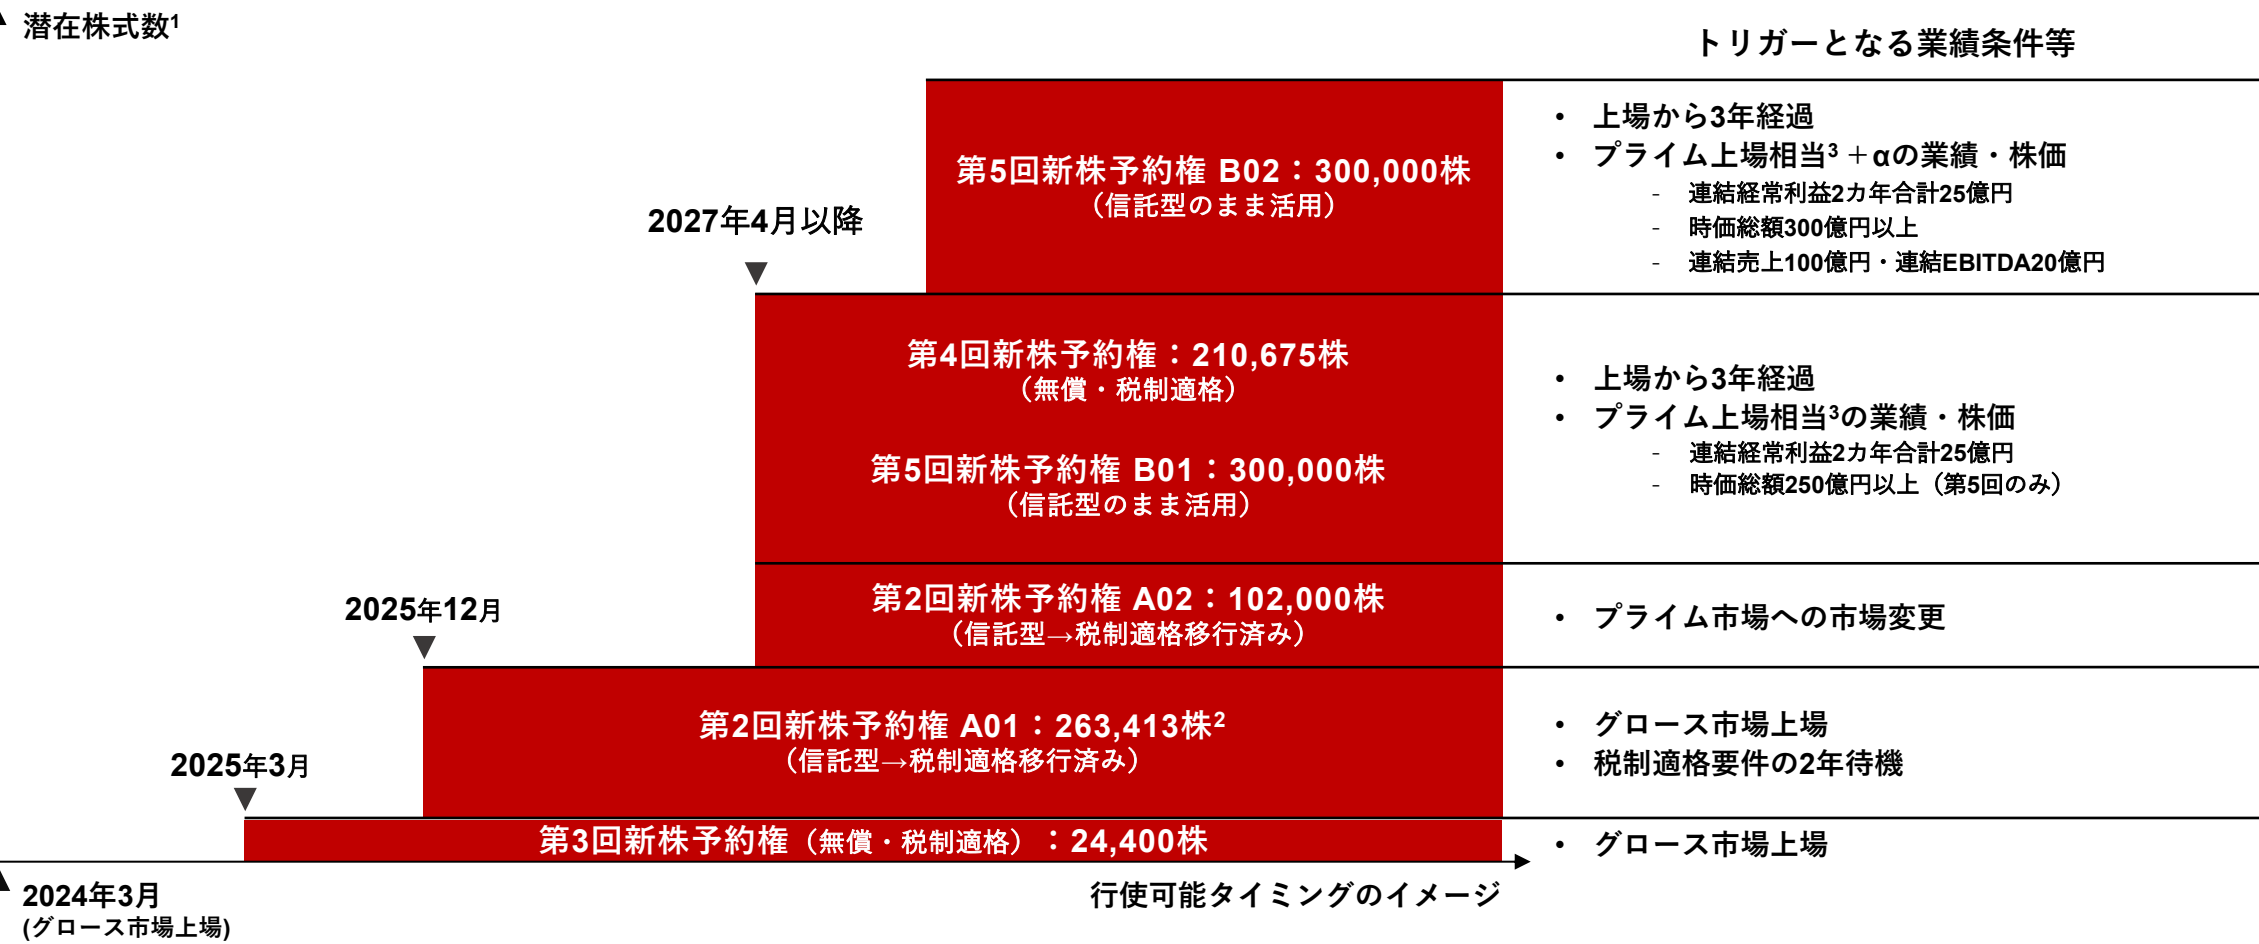 潜在株式数1
トリガーとなる業績条件等
第5回新株予約権 B02：300,000株
（信託型のまま活用）
• 上場から3年経過
• プライム上場相当3 ＋αの業績・株価
- 連結経常利益2カ年合計25億円
- 時価総額300億円以上
- 連結売上100億円・連結EBITDA20億円
2027年4月以降
▼
第4回新株予約権：210,675株
（無償・税制適格）
第5回新株予約権 B01：300,000株
（信託型のまま活用）
• 上場から3年経過
• プライム上場相当3の業績・株価
- 連結経常利益2カ年合計25億円
- 時価総額250億円以上（第5回のみ）
第2回新株予約権 A02：102,000株
（信託型→税制適格移行済み）
• プライム市場への市場変更
2025年12月
▼
第2回新株予約権 A01：263,413株2
（信託型→税制適格移行済み）
• グロース市場上場
• 税制適格要件の2年待機
2025年3月
▼
第3回新株予約権（無償・税制適格）：24,400株
• グロース市場上場
2024年3月
(グロース市場上場)
行使可能タイミングのイメージ